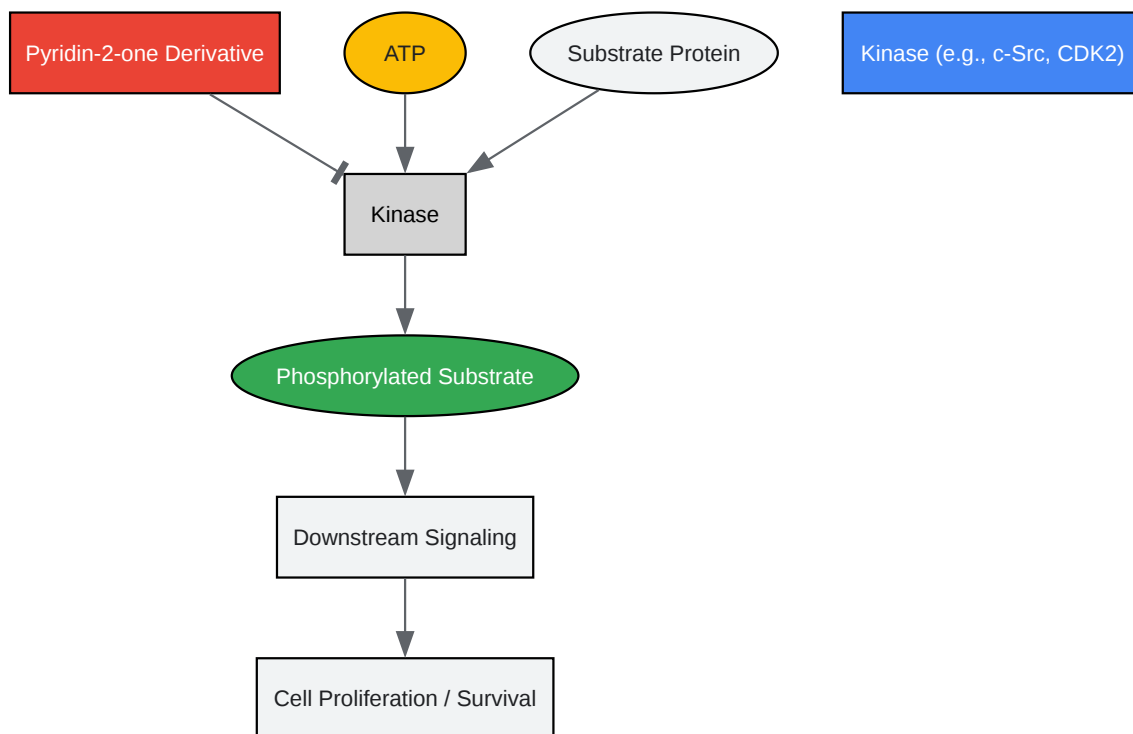 Pyridin-2-one Derivative
ATP
Substrate Protein
Kinase (e.g., c-Src, CDK2)
Kinase
Phosphorylated Substrate
Downstream Signaling
Cell Proliferation / Survival